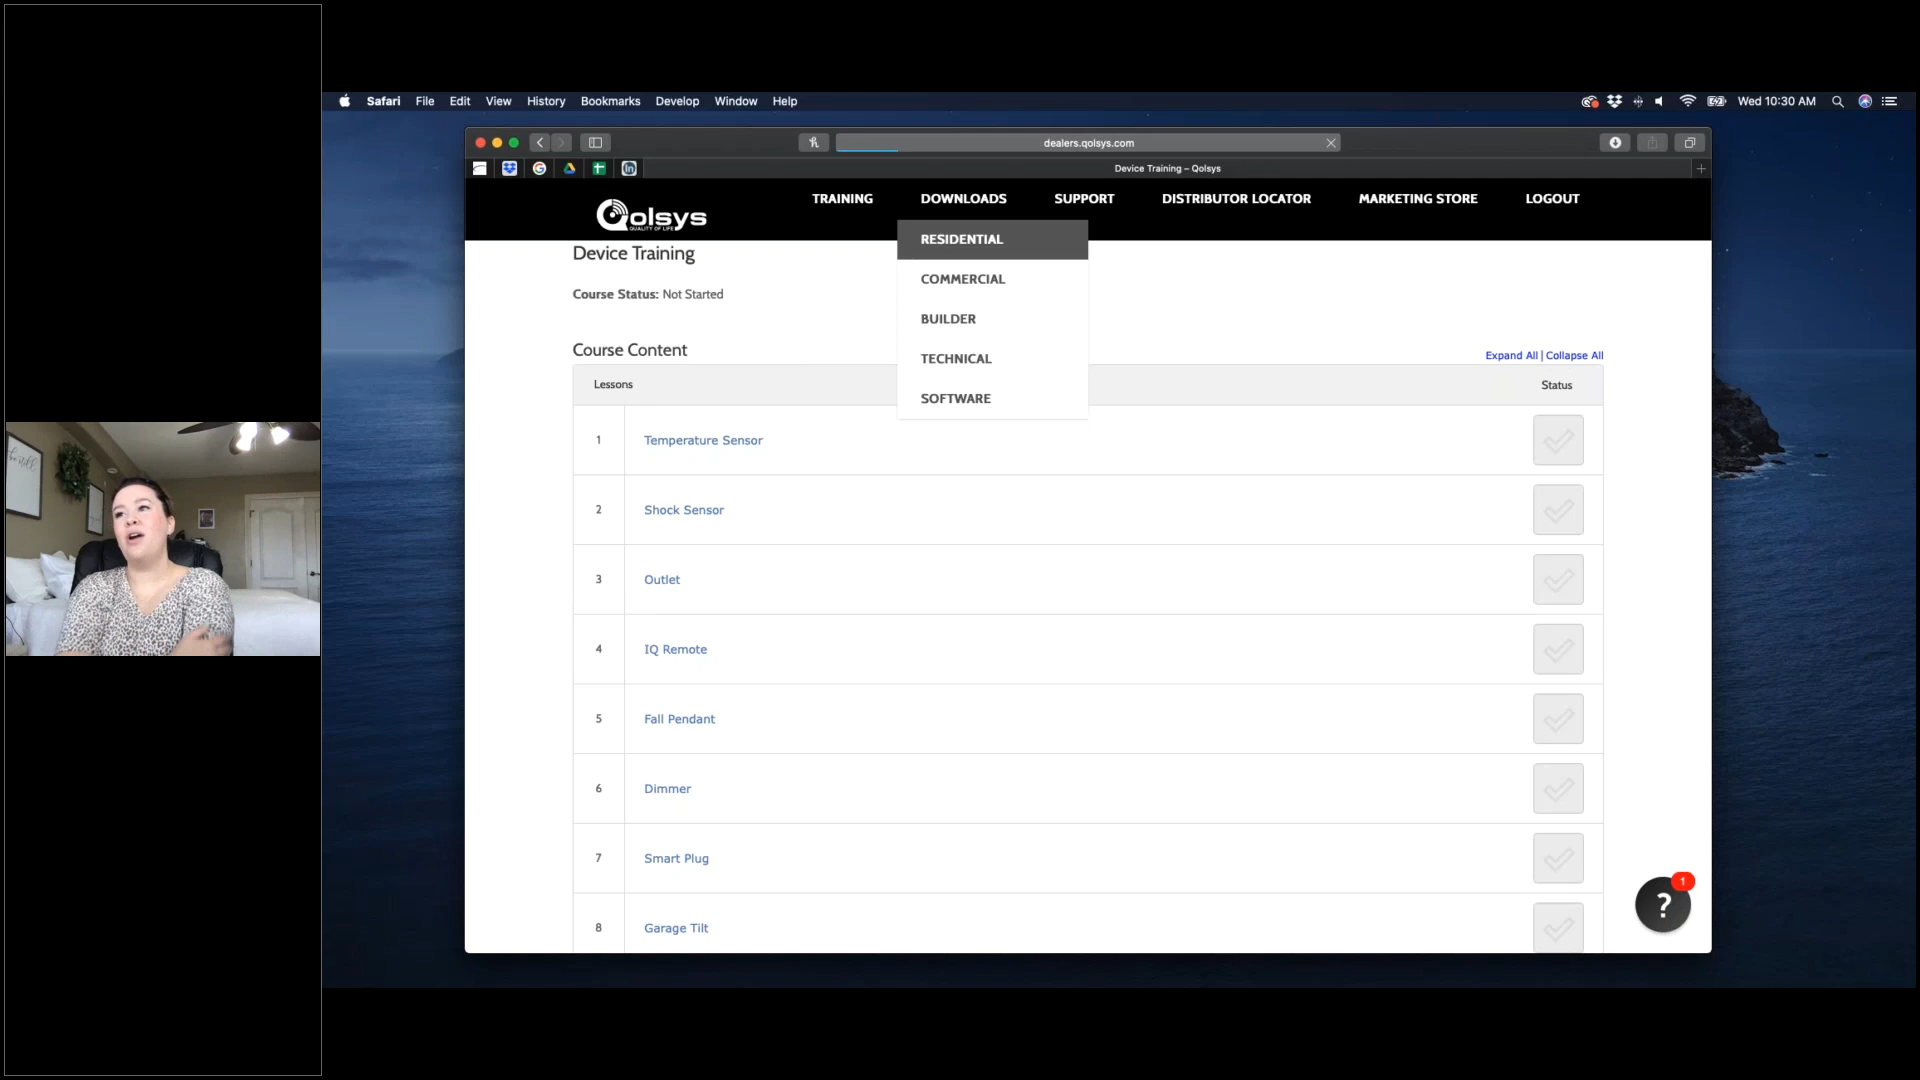 Safari File Edit View History Bookmarks Develop Window Help
Wed 10:30 AM
dealers.qolsys.com
Device Training – Qolsys
Qolsys
QUALITY OF LIFE
TRAINING DOWNLOADS SUPPORT DISTRIBUTOR LOCATOR MARKETING STORE LOGOUT
RESIDENTIAL
COMMERCIAL
BUILDER
TECHNICAL
SOFTWARE
Device Training
Course Status: Not Started
Course Content
Expand All | Collapse All
Lessons Status
1 Temperature Sensor
2 Shock Sensor
3 Outlet
4 IQ Remote
5 Fall Pendant
6 Dimmer
7 Smart Plug
8 Garage Tilt
?
1